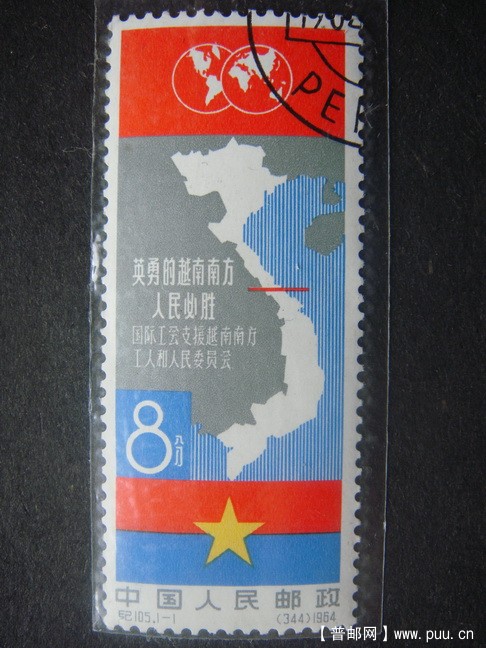 1964
PE
英勇的越南南方
人民必胜
国际工会支援越南南方
工人和人民委员会
8分
中国人民邮政
纪105.1-1 (344)1964
【普邮网】www.puu.cn